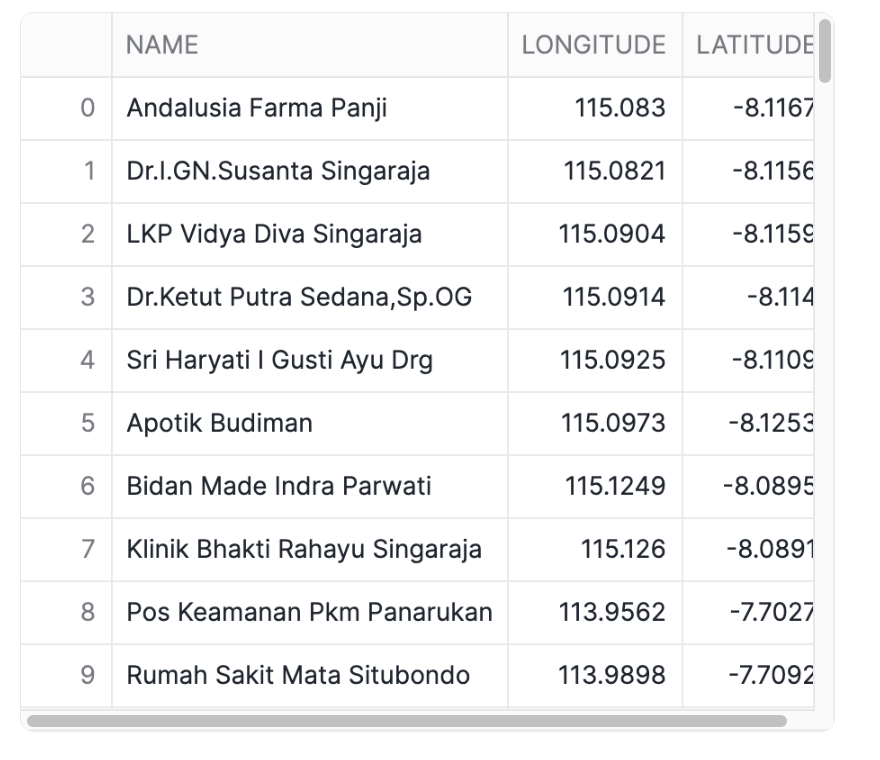 NAME LONGITUDE LATITUDE
0 Andalusia Farma Panji 115.083 -8.1167
1 Dr.I.GN.Susanta Singaraja 115.0821 -8.1156
2 LKP Vidya Diva Singaraja 115.0904 -8.1159
3 Dr.Ketut Putra Sedana,Sp.OG 115.0914 -8.114
4 Sri Haryati I Gusti Ayu Drg 115.0925 -8.1109
5 Apotik Budiman 115.0973 -8.1253
6 Bidan Made Indra Parwati 115.1249 -8.0895
7 Klinik Bhakti Rahayu Singaraja 115.126 -8.0891
8 Pos Keamanan Pkm Panarukan 113.9562 -7.7027
9 Rumah Sakit Mata Situbondo 113.9898 -7.7092